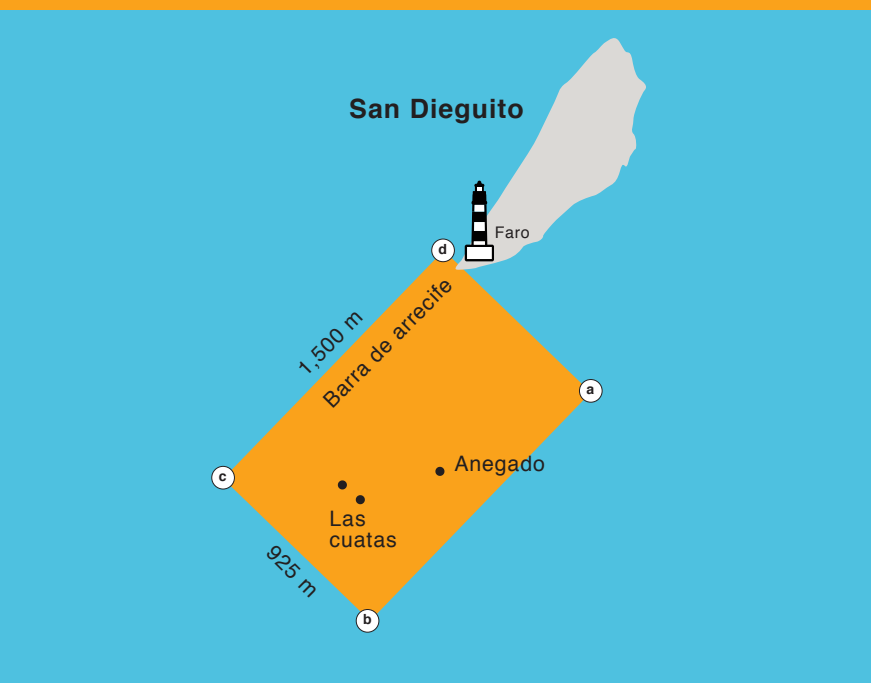 San Dieguito
Faro
d
1,500 m
Barra de arrecife
a
Anegado
c
Las
cuatas
925 m
b